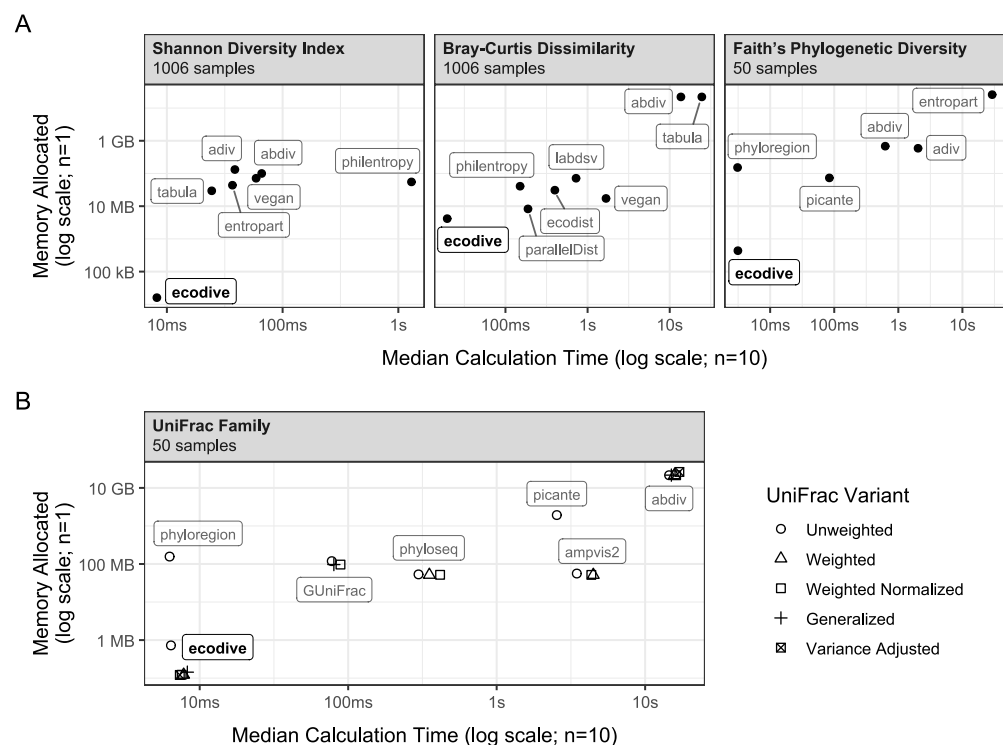 A
Shannon Diversity Index
1006 samples
Bray-Curtis Dissimilarity
1006 samples
Faith's Phylogenetic Diversity
50 samples
Memory Allocated
(log scale; n=1)
1 GB
10 MB
100 kB
adiv
abdiv
philentropy
tabula
vegan
entropart
ecodive
abdiv
tabula
philentropy
labdsv
vegan
ecodist
ecodive
parallelDist
entropart
abdiv
phyloregion
adiv
picante
ecodive
10ms
100ms
1s
100ms
1s
10s
10ms
100ms
1s
10s
Median Calculation Time (log scale; n=10)
B
UniFrac Family
50 samples
Memory Allocated
(log scale; n=1)
10 GB
100 MB
1 MB
picante
abdiv
phyloregion
phyloseq
ampvis2
GUniFrac
ecodive
10ms
100ms
1s
10s
Median Calculation Time (log scale; n=10)
UniFrac Variant
Unweighted
Weighted
Weighted Normalized
Generalized
Variance Adjusted